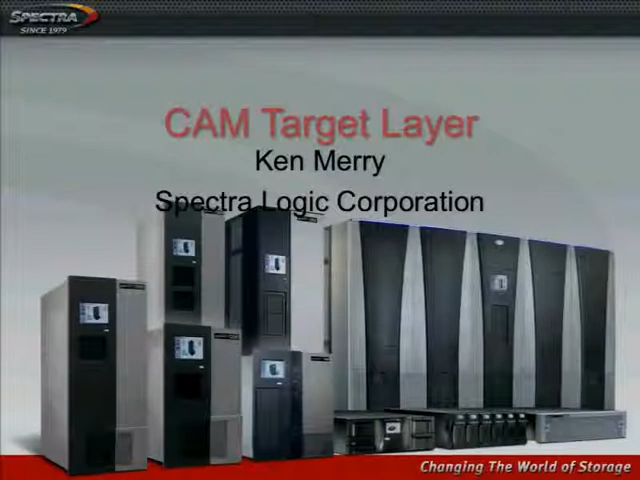 SPECTRA
SINCE 1979
CAM Target Layer
Ken Merry
Spectra Logic Corporation
Changing The World of Storage